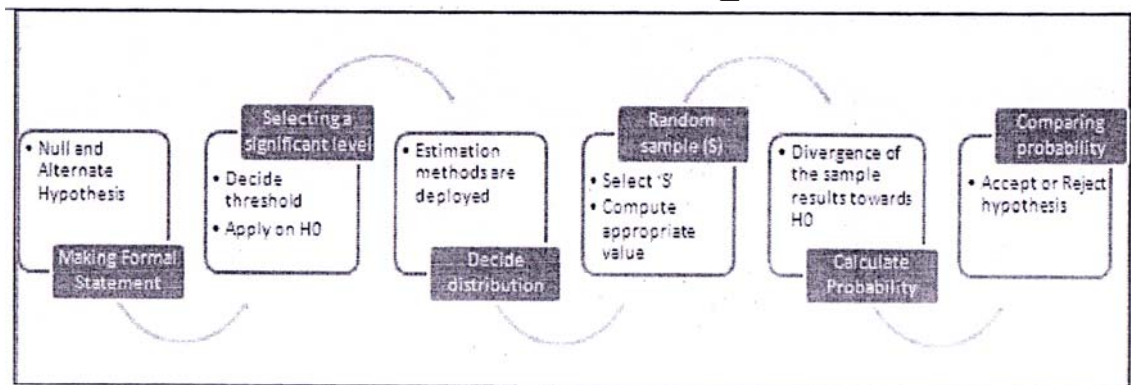 • Null and
Alternate
Hypothesis
Making Formal
Statement
Selecting a
significant level
• Decide
threshold
• Apply on H0
• Estimation
methods are
deployed
Decide
distribution
Random
sample (S)
• Select 'S'
• Compute
appropriate
value
• Divergence of
the sample
results towards
H0
Calculate
Probability
Comparing
probability
• Accept or Reject
hypothesis